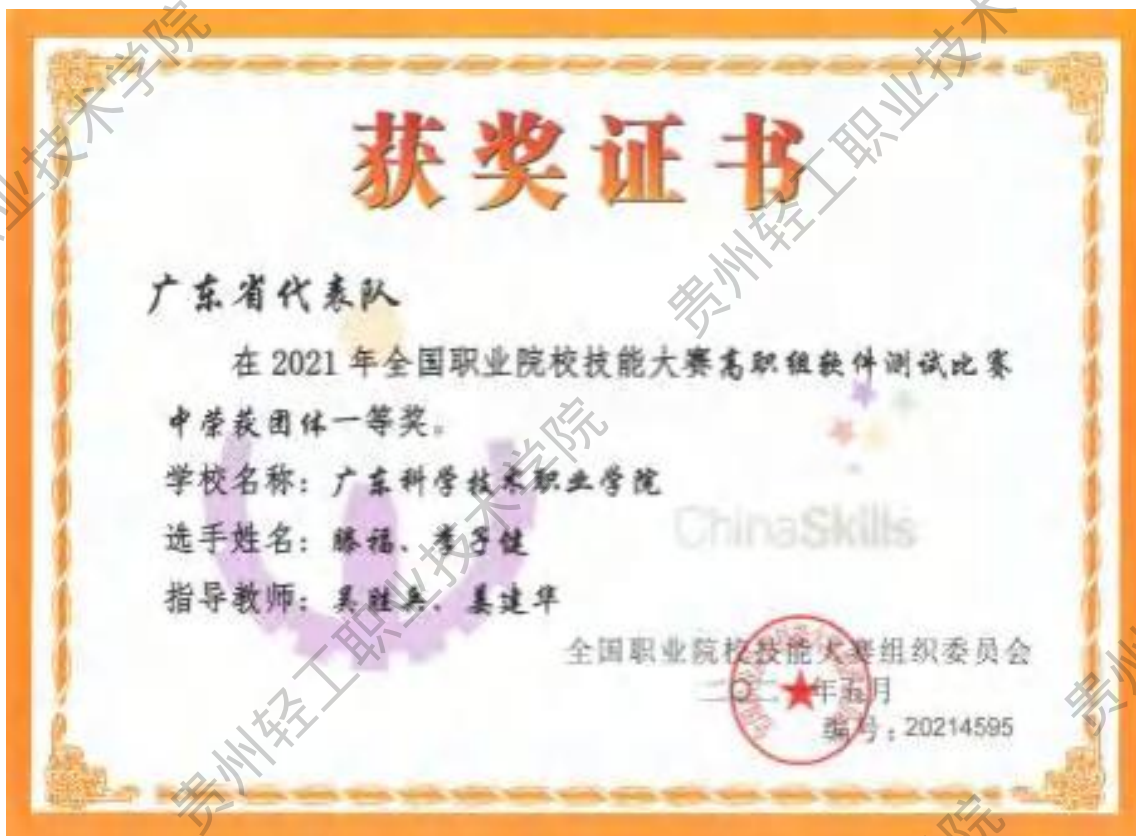 获奖证书
广东省代表队
在 2021 年全国职业院校技能大赛高职组软件测试比赛
中荣获团体一等奖。
学校名称：广东科学技术职业学院
选手姓名：滕福、李子健
指导教师：吴胜兵、姜建华
ChinaSkills
全国职业院校技能大赛组织委员会
二〇二 年五月
编号：20214595
贵州轻工职业技术学院